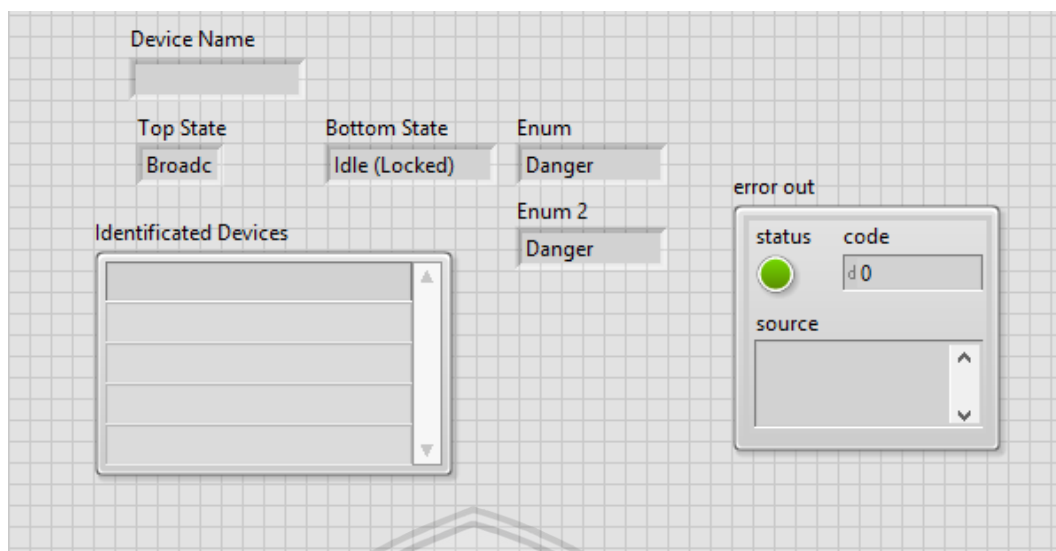 Device Name
Top State
Bottom State
Enum
Broadc
Idle (Locked)
Danger
Enum 2
Danger
Identificated Devices
error out
status
code
d 0
source